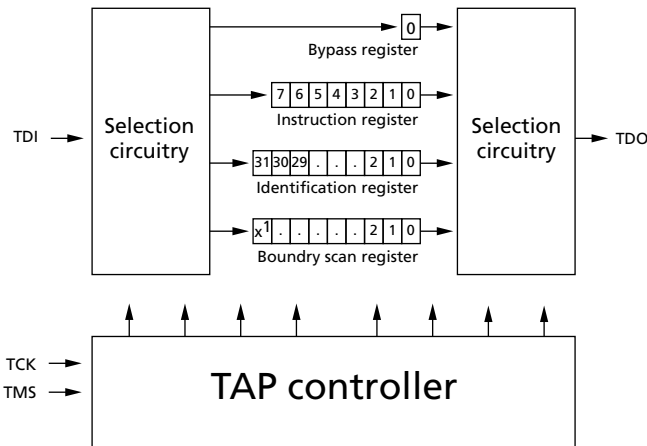 0
Bypass register
7 6 5 4 3 2 1 0
Instruction register
TDI
Selection
circuitry
Selection
circuitry
TDO
31 30 29 . . . 2 1 0
Identification register
x1 . . . . . 2 1 0
Boundry scan register
TCK
TMS
TAP controller